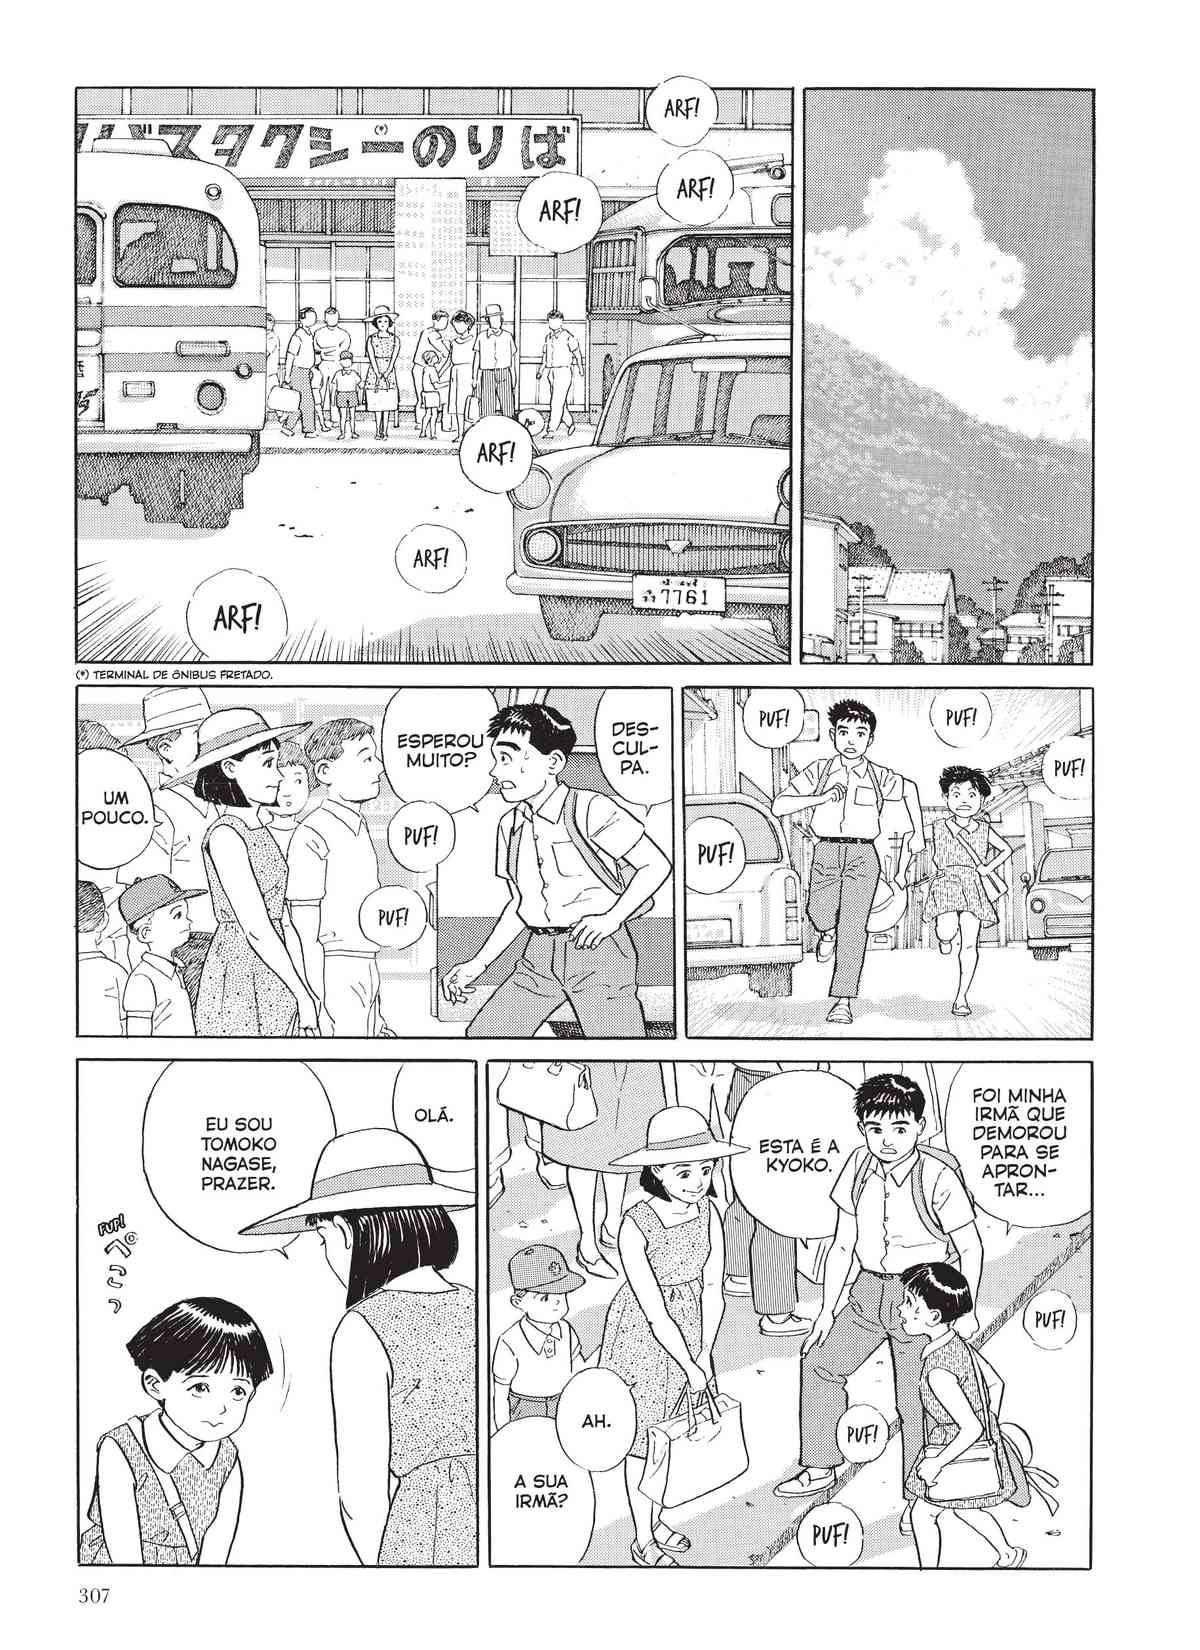 ARF!
ARF!
ARF!
バスタクシーのりば
(*)
ARF!
ARF!
ARF!
7761
(*) TERMINAL DE ÔNIBUS FRETADO.
PUF!
PUF!
PUF!
PUF!
DES-
CUL-
PA.
ESPEROU
MUITO?
PUF!
PUF!
UM
POUCO.
FOI MINHA
IRMÃ QUE
DEMOROU
PARA SE
APRON-
TAR...
ESTA É A
KYOKO.
PUF!
PUF!
PUF!
AH.
A SUA
IRMÃ?
OLÁ.
EU SOU
TOMOKO
NAGASE,
PRAZER.
PUF!
ぺこっ
307